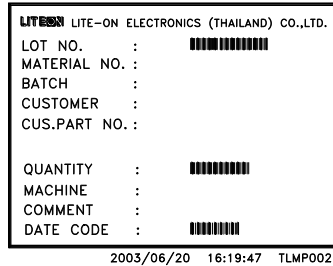 LITEON LITE-ON ELECTRONICS (THAILAND) CO.,LTD.
LOT NO. :
MATERIAL NO. :
BATCH :
CUSTOMER :
CUS.PART NO. :
QUANTITY :
MACHINE :
COMMENT :
DATE CODE :
2003/06/20 16:19:47 TLMP002